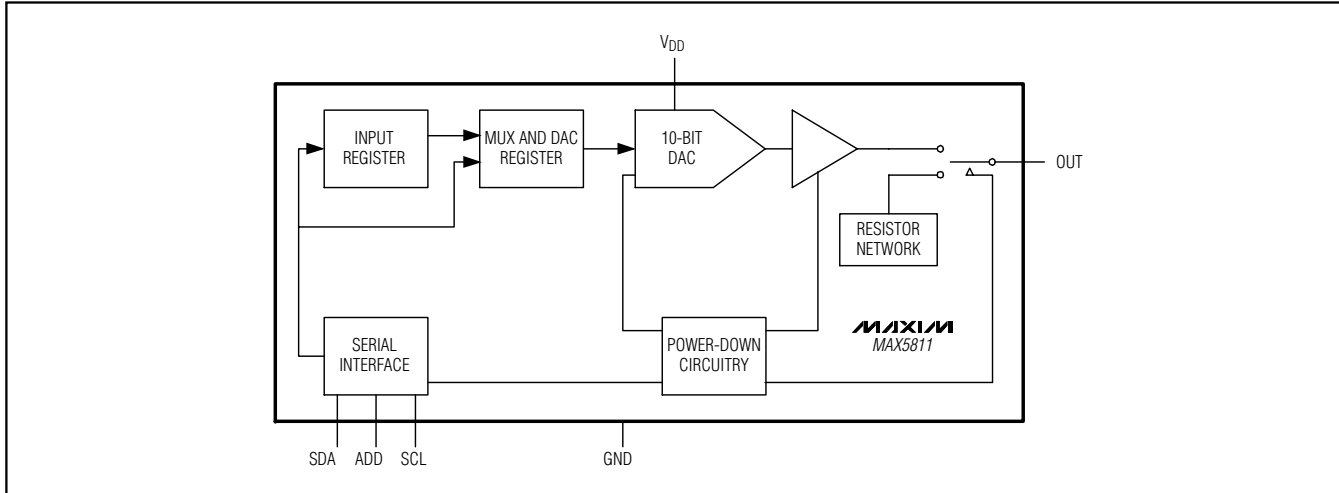 VDD
INPUT
REGISTER
MUX AND DAC
REGISTER
10-BIT
DAC
OUT
RESISTOR
NETWORK
SERIAL
INTERFACE
POWER-DOWN
CIRCUITRY
MAXIM
MAX5811
SDA ADD SCL GND